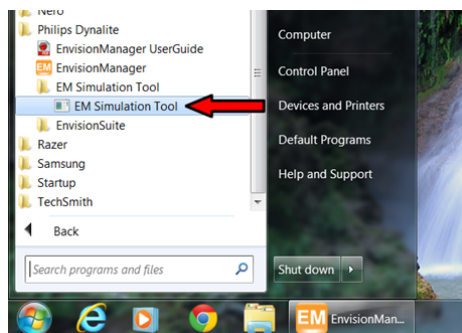 Nero
Philips Dynalite
EnvisionManager UserGuide
EM EnvisionManager
EM Simulation Tool
EM Simulation Tool
EnvisionSuite
Razer
Samsung
Startup
TechSmith
Back
Search programs and files
Computer
Control Panel
Devices and Printers
Default Programs
Help and Support
Shut down
EM EnvisionMan...